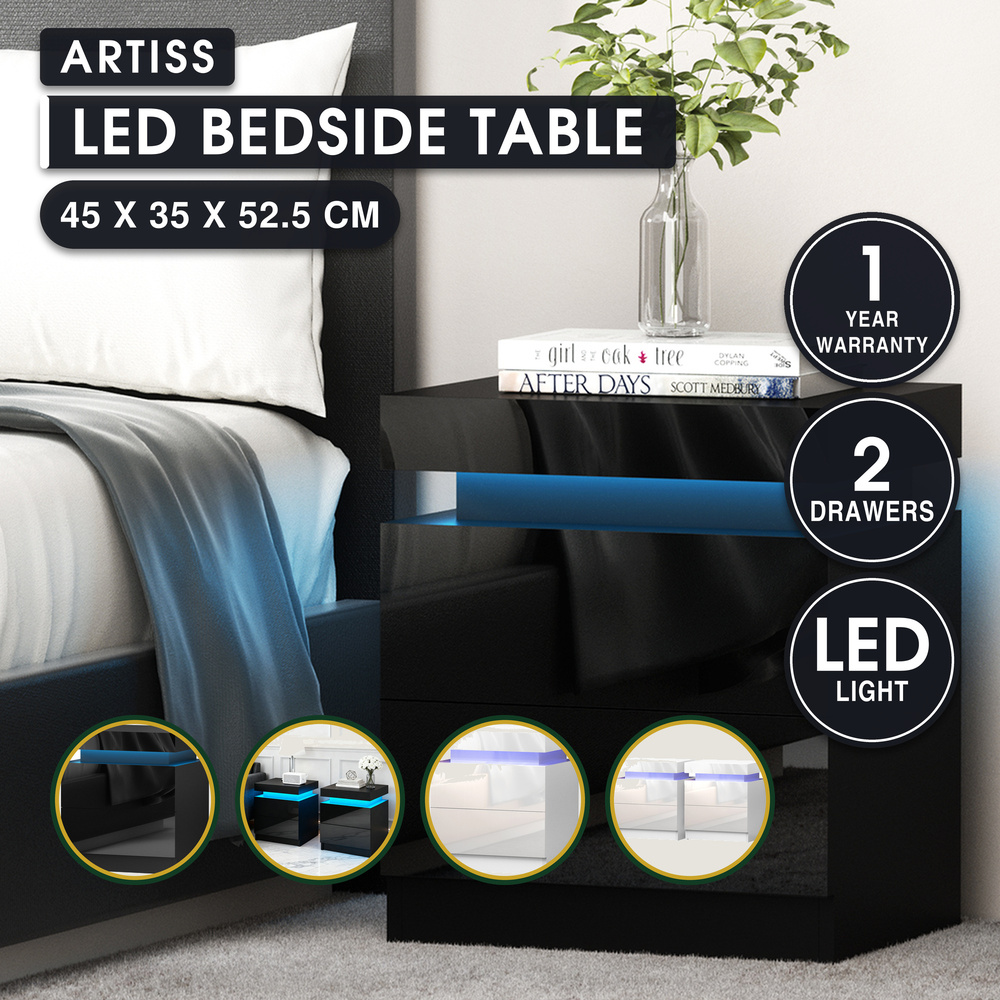 ARTISS
LED BEDSIDE TABLE
45 X 35 X 52.5 CM
1
YEAR
WARRANTY
THE girl AND THE oak tree DYLAN COPPING
AFTER DAYS SCOTT MEDBURY
2
DRAWERS
LED
LIGHT